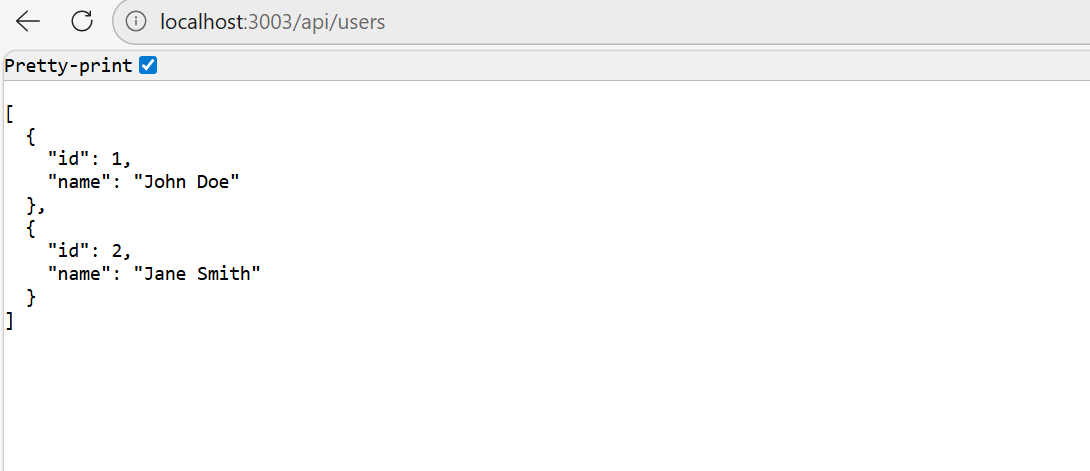 localhost:3003/api/users
Pretty-print
[
  {
    "id": 1,
    "name": "John Doe"
  },
  {
    "id": 2,
    "name": "Jane Smith"
  }
]